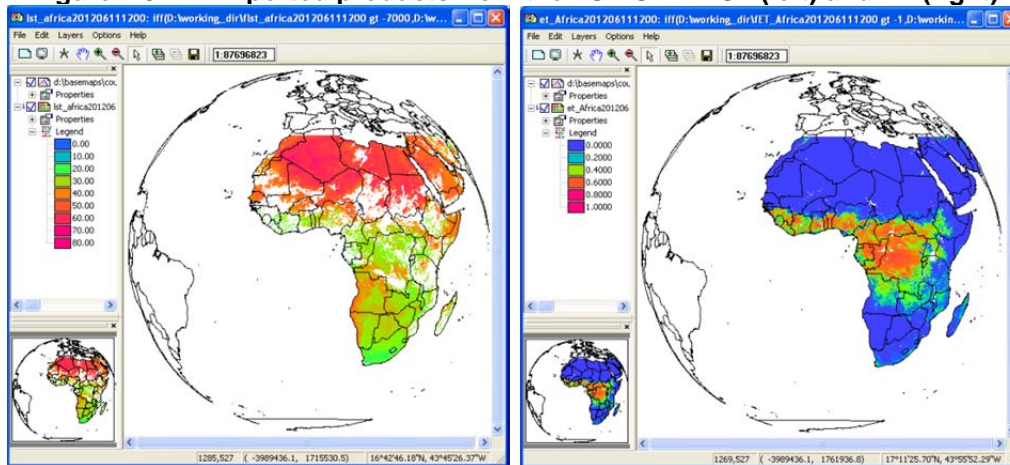 lst_africa201206111200: iff(D:\working_dir\flst_africa201206111200 gt -7000,D:\w...
File Edit Layers Options Help
1:87696823
d:\basemaps\cou
Properties
lst_africa201206
Properties
Legend
0.00
10.00
20.00
30.00
40.00
50.00
60.00
70.00
80.00
1285,527 ( -3989436.1, 1715530.5) 16°42'46.18"N, 43°45'26.37"W
et_Africa201206111200: iff(D:\working_dir\fET_Africa201206111200 gt -1,D:\workin...
File Edit Layers Options Help
1:87696823
d:\basemaps\cou
Properties
et_Africa201206
Properties
Legend
0.0000
0.2000
0.4000
0.6000
0.8000
1.0000
1269,527 ( -3989436.1, 1761936.8) 17°11'25.70"N, 43°55'52.29"W